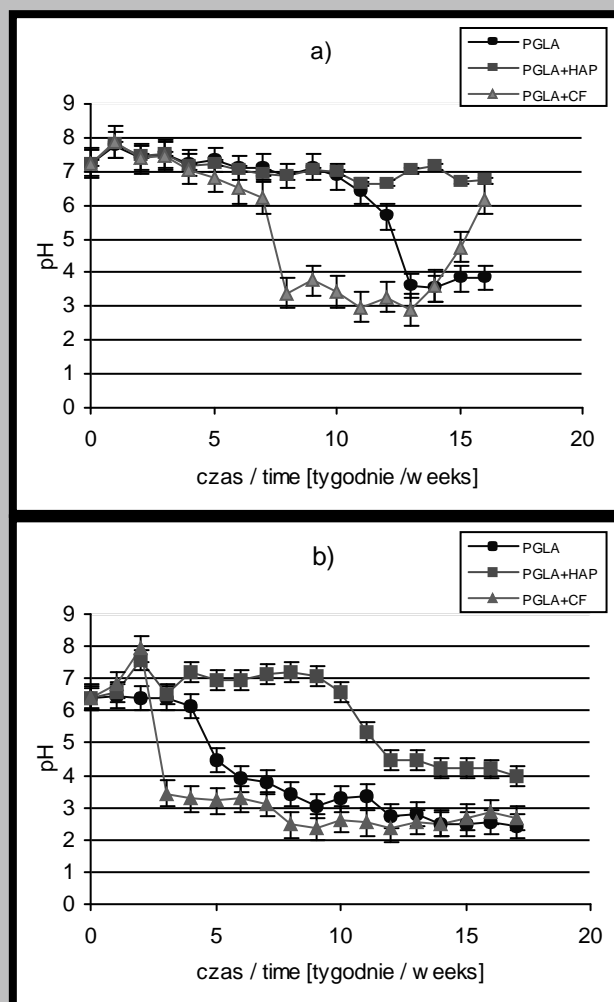 a)
PGLA
PGLA+HAP
PGLA+CF
9
8
7
6
5
4
3
2
1
0
pH
0 5 10 15 20
czas / time [tygodnie /weeks]
b)
PGLA
PGLA+HAP
PGLA+CF
9
8
7
6
5
4
3
2
1
0
pH
0 5 10 15 20
czas / time [tygodnie / weeks]